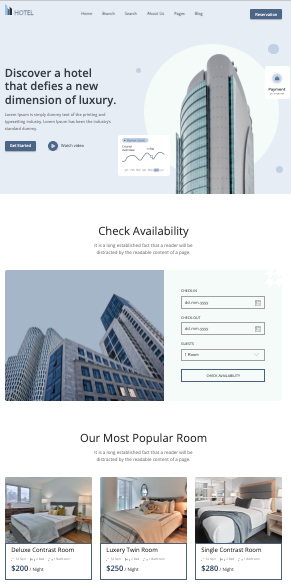 HOTEL
Home Branch Search About Us Pages Blog
Reservation
Discover a hotel
that defies a new
dimension of luxury.
Lorem Ipsum is simply dummy text of the printing and
typesetting industry. Lorem Ipsum has been the industry's
standard dummy.
Get Started
Watch video
Payment
Check Availability
It is a long established fact that a reader will be
distracted by the readable content of a page.
CHECK-IN
dd-mm-yyyy
CHECK-OUT
dd-mm-yyyy
GUESTS
1 Room
CHECK AVAILABILITY
Our Most Popular Room
It is a long established fact that a reader will be
distracted by the readable content of a page.
Deluxe Contrast Room
$200 / Night
Luxery Twin Room
$250 / Night
Single Contrast Room
$280 / Night